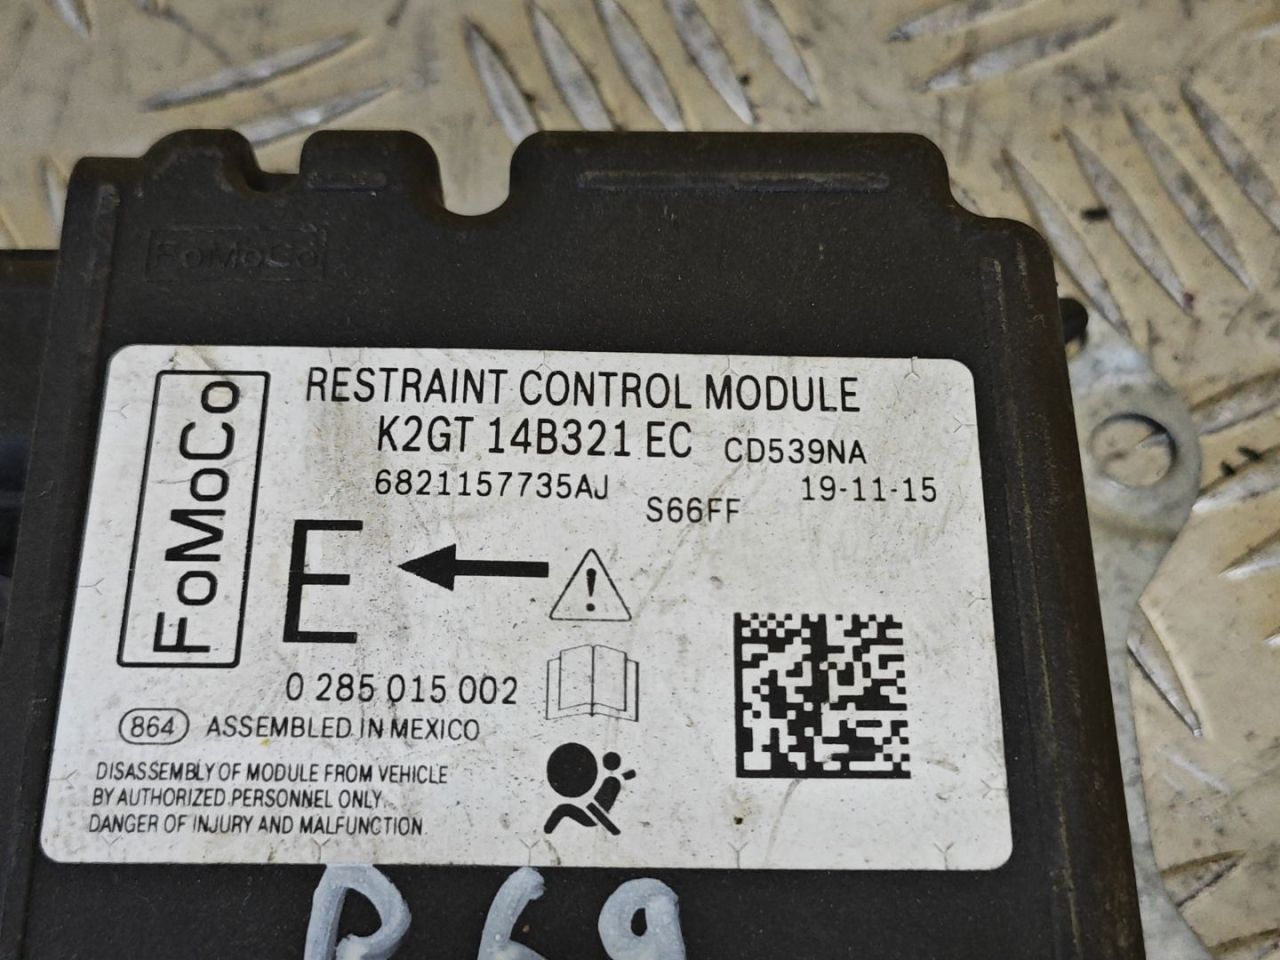 FoMoCo
FoMoCo
RESTRAINT CONTROL MODULE
K2GT 14B321 EC CD539NA
6821157735AJ 19-11-15
S66FF
E
0 285 015 002
864 ASSEMBLED IN MEXICO
DISASSEMBLY OF MODULE FROM VEHICLE
BY AUTHORIZED PERSONNEL ONLY.
DANGER OF INJURY AND MALFUNCTION.